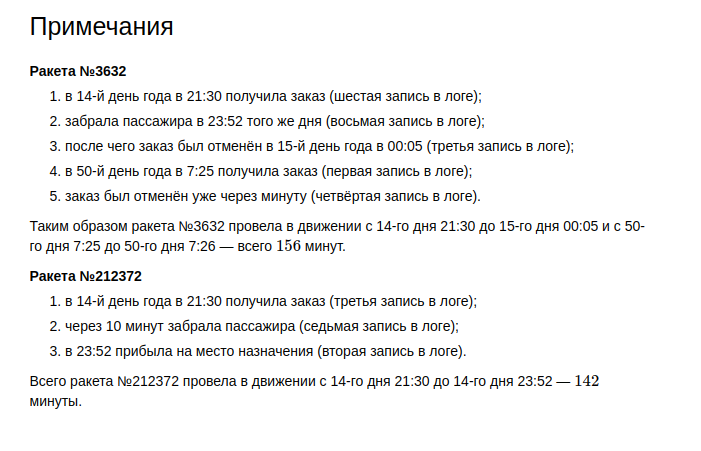 Примечания
Ракета №3632
1. в 14-й день года в 21:30 получила заказ (шестая запись в логе);
2. забрала пассажира в 23:52 того же дня (восьмая запись в логе);
3. после чего заказ был отменён в 15-й день года в 00:05 (третья запись в логе);
4. в 50-й день года в 7:25 получила заказ (первая запись в логе);
5. заказ был отменён уже через минуту (четвёртая запись в логе).
Таким образом ракета №3632 провела в движении с 14-го дня 21:30 до 15-го дня 00:05 и с 50-
го дня 7:25 до 50-го дня 7:26 — всего 156 минут.
Ракета №212372
1. в 14-й день года в 21:30 получила заказ (третья запись в логе);
2. через 10 минут забрала пассажира (седьмая запись в логе);
3. в 23:52 прибыла на место назначения (вторая запись в логе).
Всего ракета №212372 провела в движении с 14-го дня 21:30 до 14-го дня 23:52 — 142
минуты.